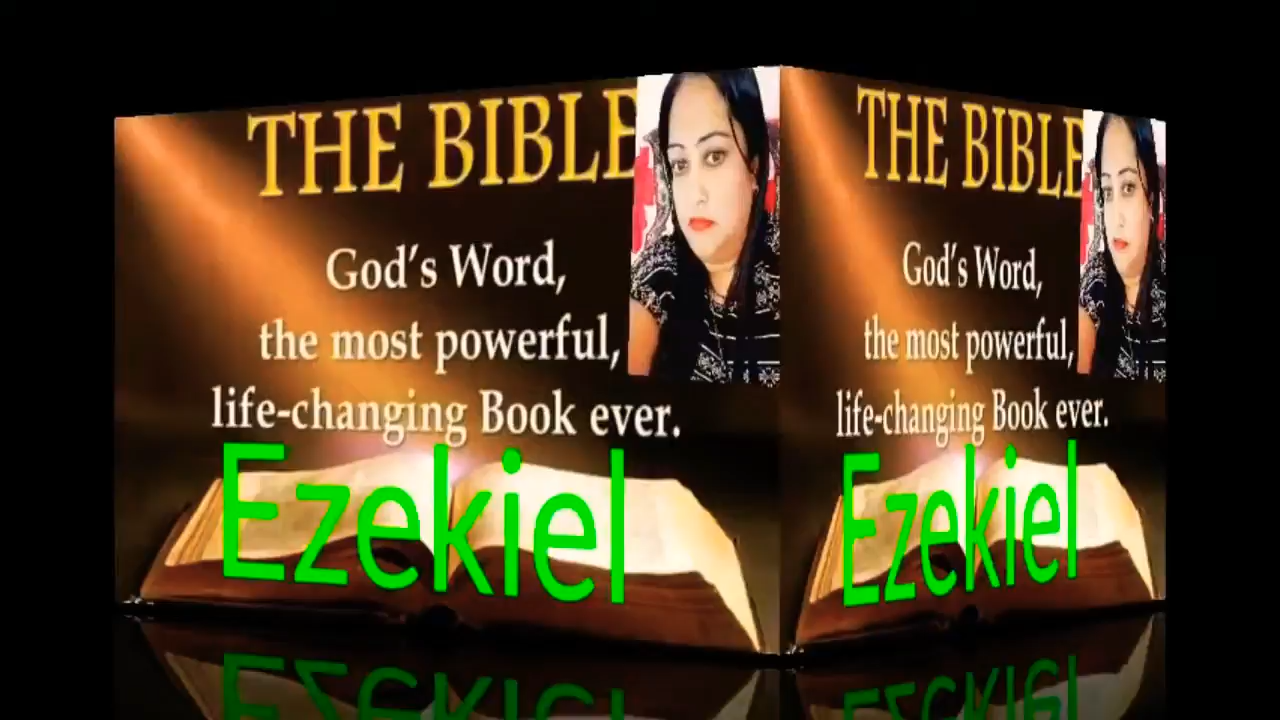 THE BIBLE
God's Word,
the most powerful,
life-changing Book ever.
Ezekiel
THE BIBLE
God's Word,
the most powerful,
life-changing Book ever.
Ezekiel